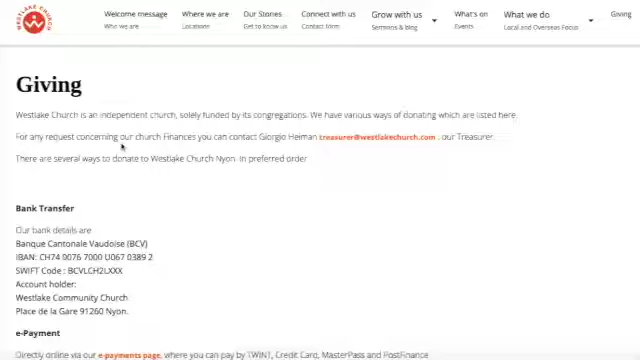 WESTLAKE CHURCH
Welcome message Where we are Our Stories Connect with us Grow with us What's on What we do Giving
Who we are Locations Get to know us Contact form Sermons & blog Events Local and Overseas Focus
Giving
Westlake Church is an independent church, solely funded by its congregations. We have various ways of donating which are listed here.
For any request concerning our church Finances you can contact Giorgio Heiman treasurer@westlakechurch.com , our Treasurer.
There are several ways to donate to Westlake Church Nyon. In preferred order
Bank Transfer
Our bank details are
Banque Cantonale Vaudoise (BCV)
IBAN: CH74 0076 7000 U067 0389 2
SWIFT Code : BCVLCH2LXXX
Account holder:
Westlake Community Church
Place de la Gare 91260 Nyon.
e-Payment
Directly online via our e-payments page, where you can pay by TWINT, Credit Card, MasterPass and PostFinance